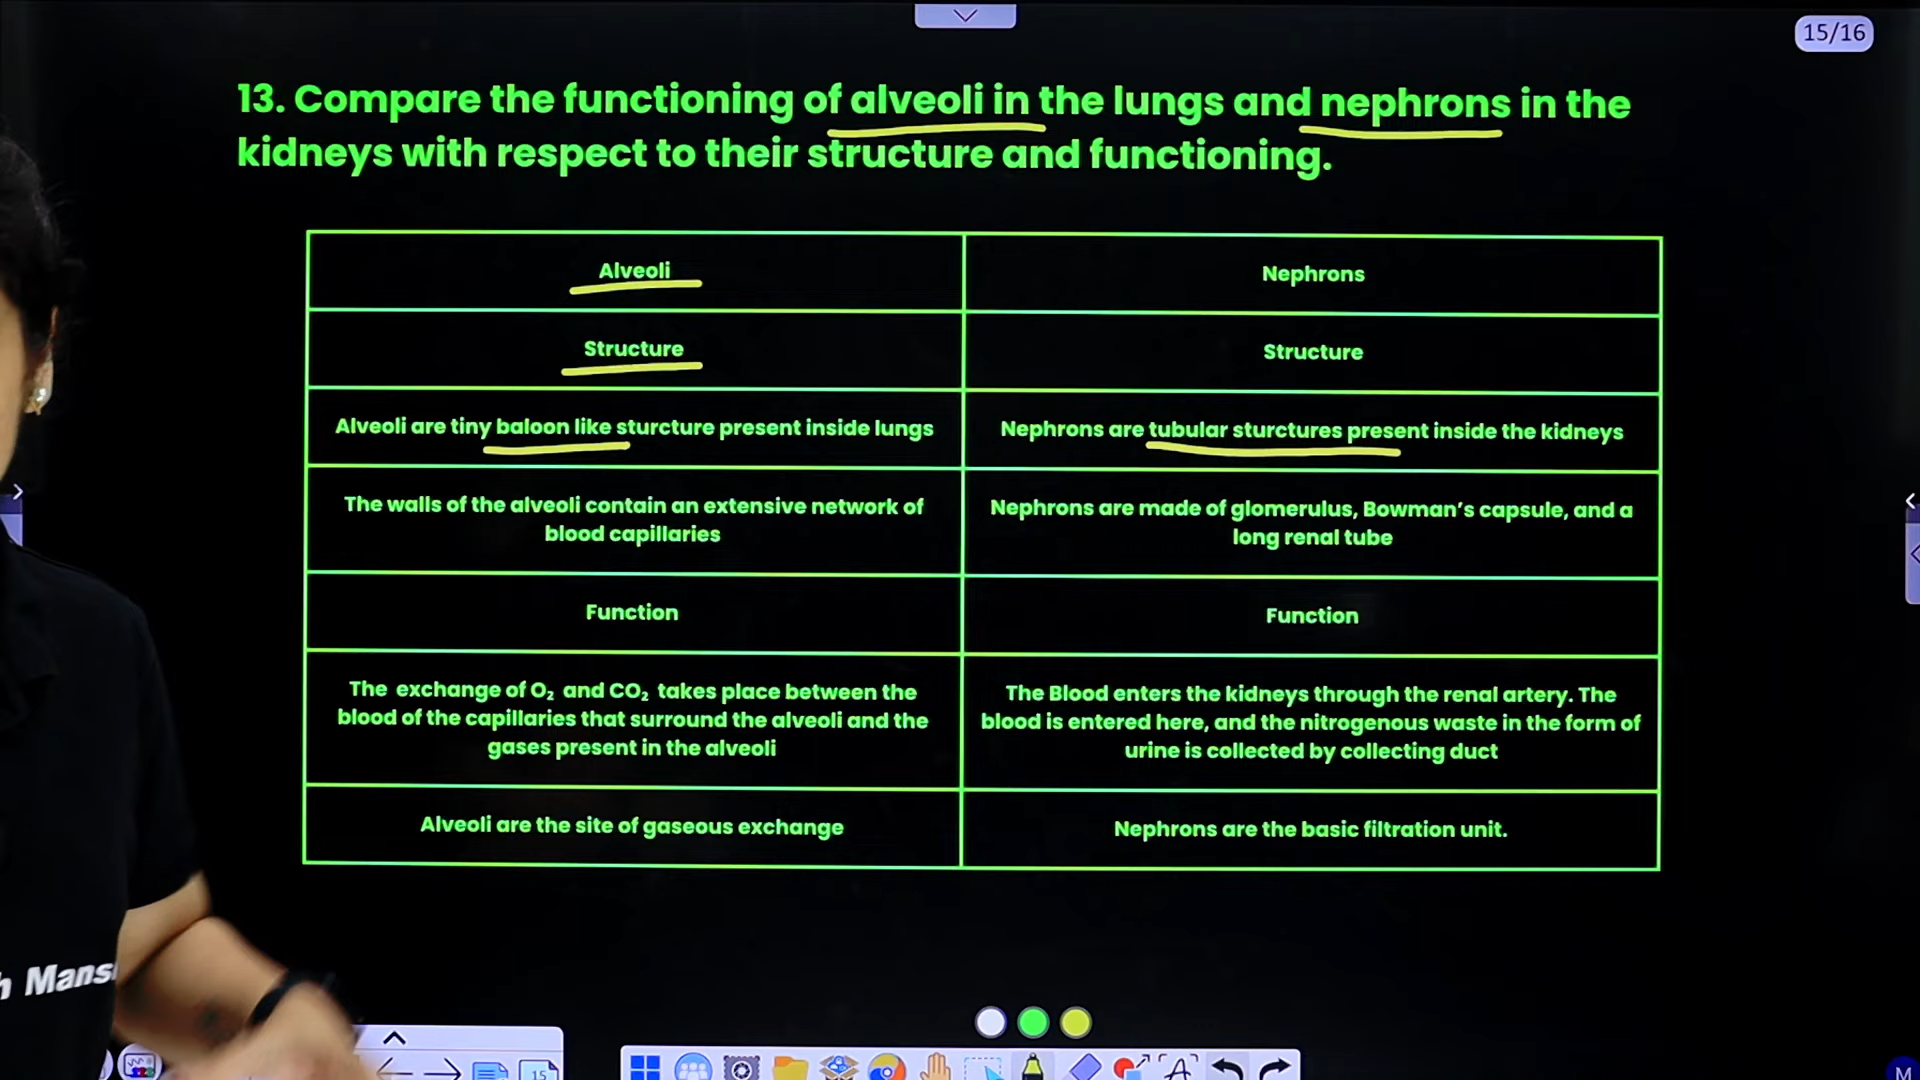 15/16
13. Compare the functioning of alveoli in the lungs and nephrons in the
kidneys with respect to their structure and functioning.
Alveoli
Nephrons
Structure
Structure
Alveoli are tiny baloon like sturcture present inside lungs
Nephrons are tubular sturctures present inside the kidneys
The walls of the alveoli contain an extensive network of
blood capillaries
Nephrons are made of glomerulus, Bowman's capsule, and a
long renal tube
Function
Function
The exchange of O₂ and CO₂ takes place between the
blood of the capillaries that surround the alveoli and the
gases present in the alveoli
The Blood enters the kidneys through the renal artery. The
blood is entered here, and the nitrogenous waste in the form of
urine is collected by collecting duct
Alveoli are the site of gaseous exchange
Nephrons are the basic filtration unit.
h Mansi
15
A
M